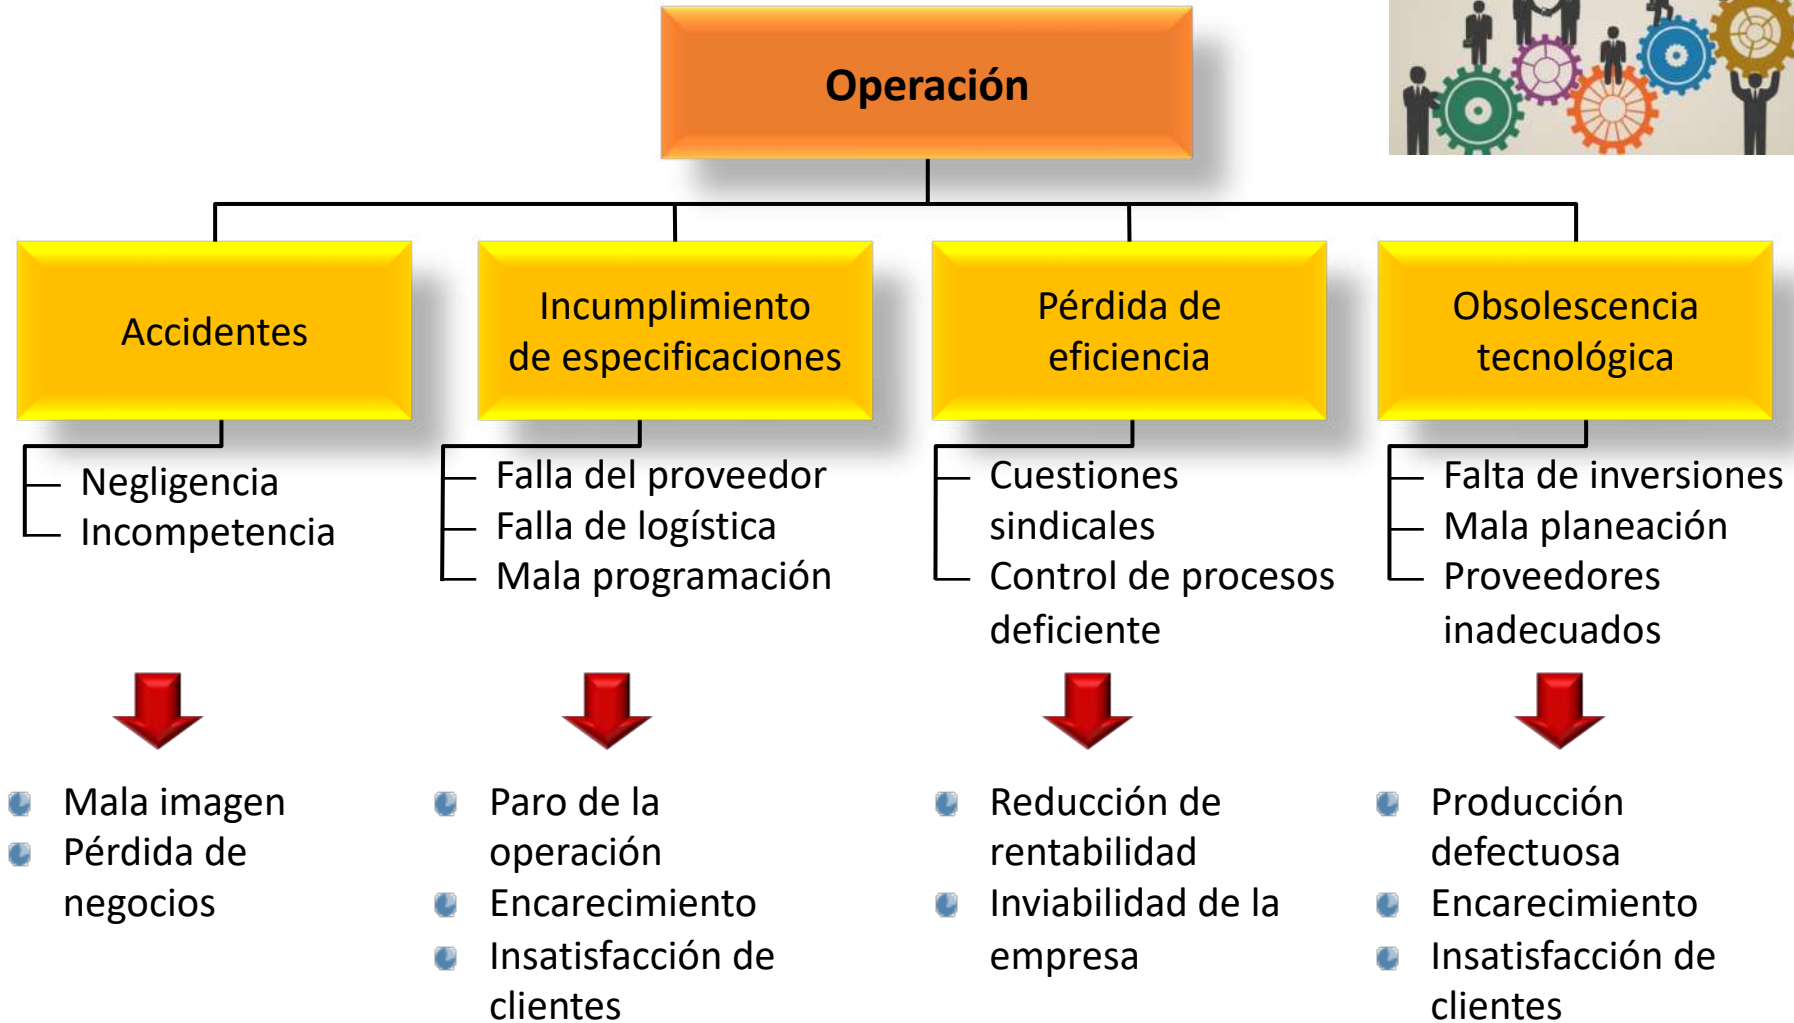 Operación
Accidentes
Negligencia
Incompetencia
Mala imagen
Pérdida de
negocios
Incumplimiento
de especificaciones
Falla del proveedor
Falla de logística
Mala programación
Paro de la
operación
Encarecimiento
Insatisfacción de
clientes
Pérdida de
eficiencia
Cuestiones
sindicales
Control de procesos
deficiente
Reducción de
rentabilidad
Inviabilidad de la
empresa
Obsolescencia
tecnológica
Falta de inversiones
Mala planeación
Proveedores
inadecuados
Producción
defectuosa
Encarecimiento
Insatisfacción de
clientes